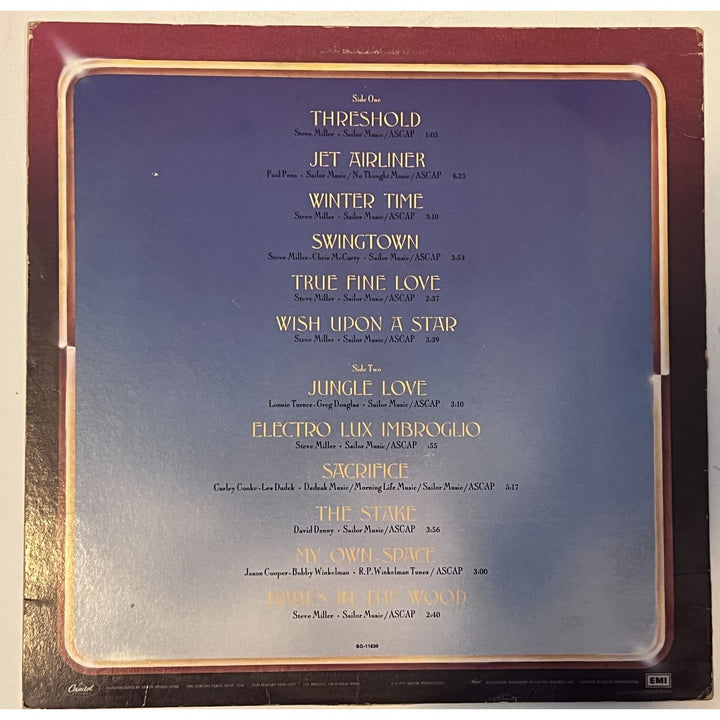 Side One
THRESHOLD
Steve Miller • Sailor Music/ASCAP 1:05
JET AIRLINER
Paul Pena • Sailor Music/No Thought Music/ASCAP 4:25
WINTER TIME
Steve Miller • Sailor Music/ASCAP 3:10
SWINGTOWN
Steve Miller-Chris McCarty • Sailor Music/ASCAP 3:54
TRUE FINE LOVE
Steve Miller • Sailor Music/ASCAP 2:37
WISH UPON A STAR
Steve Miller • Sailor Music/ASCAP 3:39
Side Two
JUNGLE LOVE
Lonnie Turner-Greg Douglas • Sailor Music/ASCAP 3:10
ELECTRO LUX IMBROGLIO
Steve Miller • Sailor Music/ASCAP :55
SACRIFICE
Curley Cooke-Les Dudek • Dudzak Music/Morning Life Music/Sailor Music/ASCAP 5:17
THE STAKE
David Denny • Sailor Music/ASCAP 3:56
MY OWN SPACE
Jason Cooper-Bobby Winkelman • R.P. Winkelman Tunes/ASCAP 3:00
BABES IN THE WOOD
Steve Miller • Sailor Music/ASCAP 2:40
SO-11630
Capitol
EMI